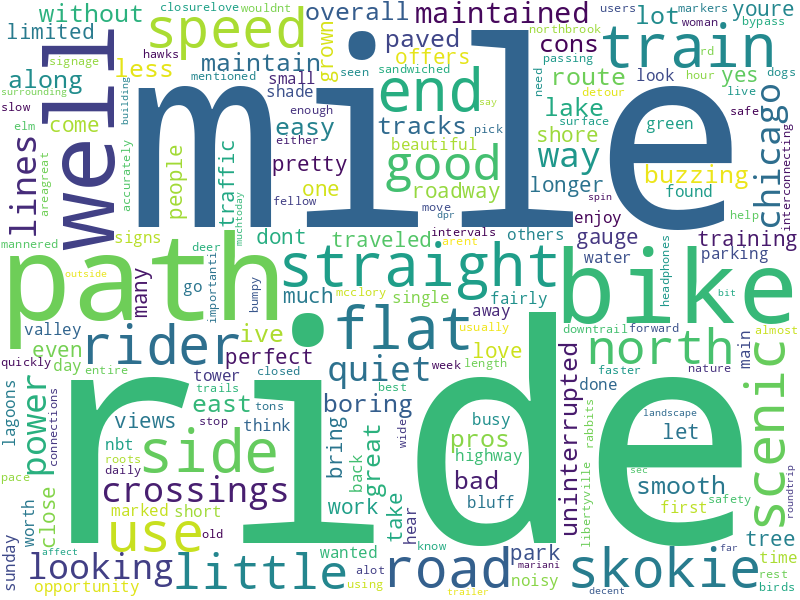 without
closurelove
wouldnt
overall
maintained
northbrook
users
markers
youre
limited
signage
hawks
speed
grown
paved
lot
woman
bypass
train
rd
along
less
maintain
mentioned
offers
cons
passing
sandwiched
route
look
yes
hour
dogs
surrounding
slow
come
elm
areagreat
building
small
seen
shade
end
need
lake
live
easy
tracks
enough
say
detour
surface
safe
green
well
mile
lines
accurately
people
traffic
pretty
either
beautiful
pick
shore
way
buzzing
chicago
interconnecting
one
good
roadway
longer
found
spin
help
fellow
move
dpr
enjoy
mannered
signs
deer
muchtoday
dont
traveled
intervals
arent
others
gauge
training
path
outside
many
go
importantli
straight
water
parking
headphones
bike
bit
valley
even
day
entire
bumpy
much
mcclory
single
away
fairly
usually
downtrail
forward
almost
rider
ive
flat
north
nature
main
quickly
closed
perfect
quiet
week
length
love
uninterrupted
faster
lagoons
power
connections
tower
trails
east
tons
best
boring
done
scenic
views
stop
think
wide
busy
landscape
rabbits
let
nbt
side
bring
back
great
pros
highway
pace
roots
daily
crossings
hear
work
take
bad
smooth
sec
libertyville
first
safety
roundtrip
worth
close
marked
short
old
use
bluff
wanted
know
ride
tree
sunday
affect
looking
little
alot
noisy
road
park
mariani
skokie
far
time
rest
opportunity
using
trailer
decent
birds